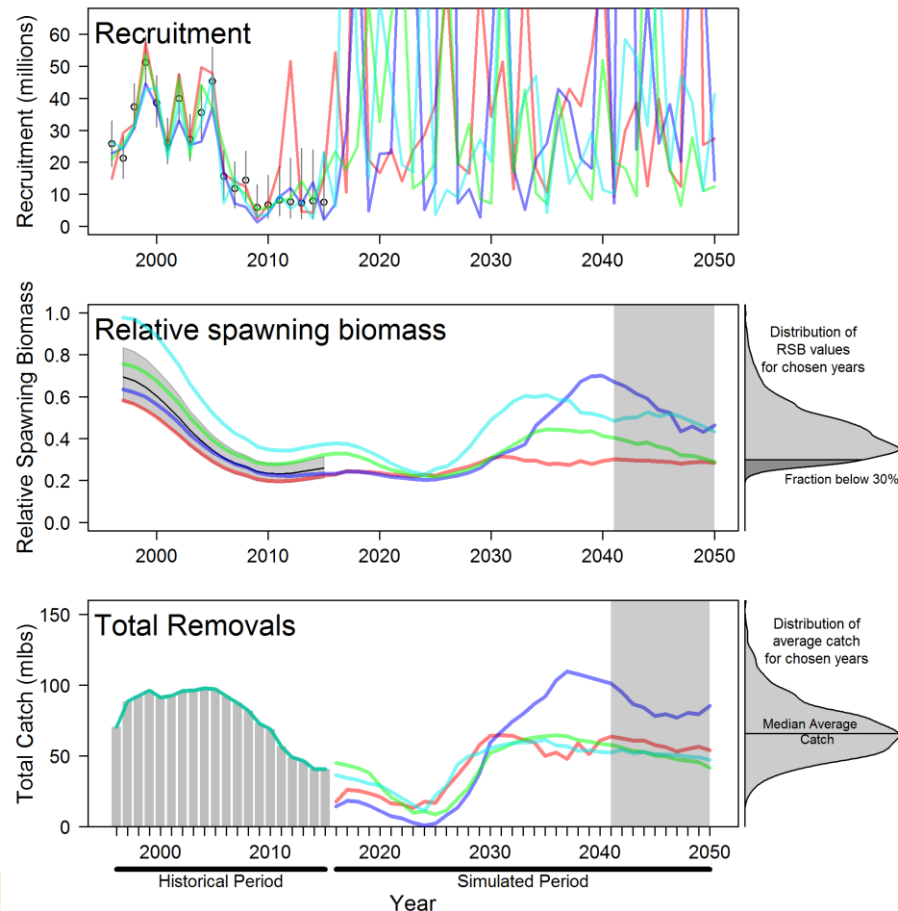 Recruitment
Recruitment (millions)
60
50
40
30
20
10
0
2000
2010
2020
2030
2040
2050
Relative spawning biomass
Relative Spawning Biomass
1.0
0.8
0.6
0.4
0.2
0.0
2000
2010
2020
2030
2040
2050
Distribution of
RSB values
for chosen years
Fraction below 30%
Total Removals
Total Catch (mlbs)
150
100
50
0
2000
2010
2020
2030
2040
2050
Distribution of
average catch
for chosen years
Median Average
Catch
Historical Period
Simulated Period
Year